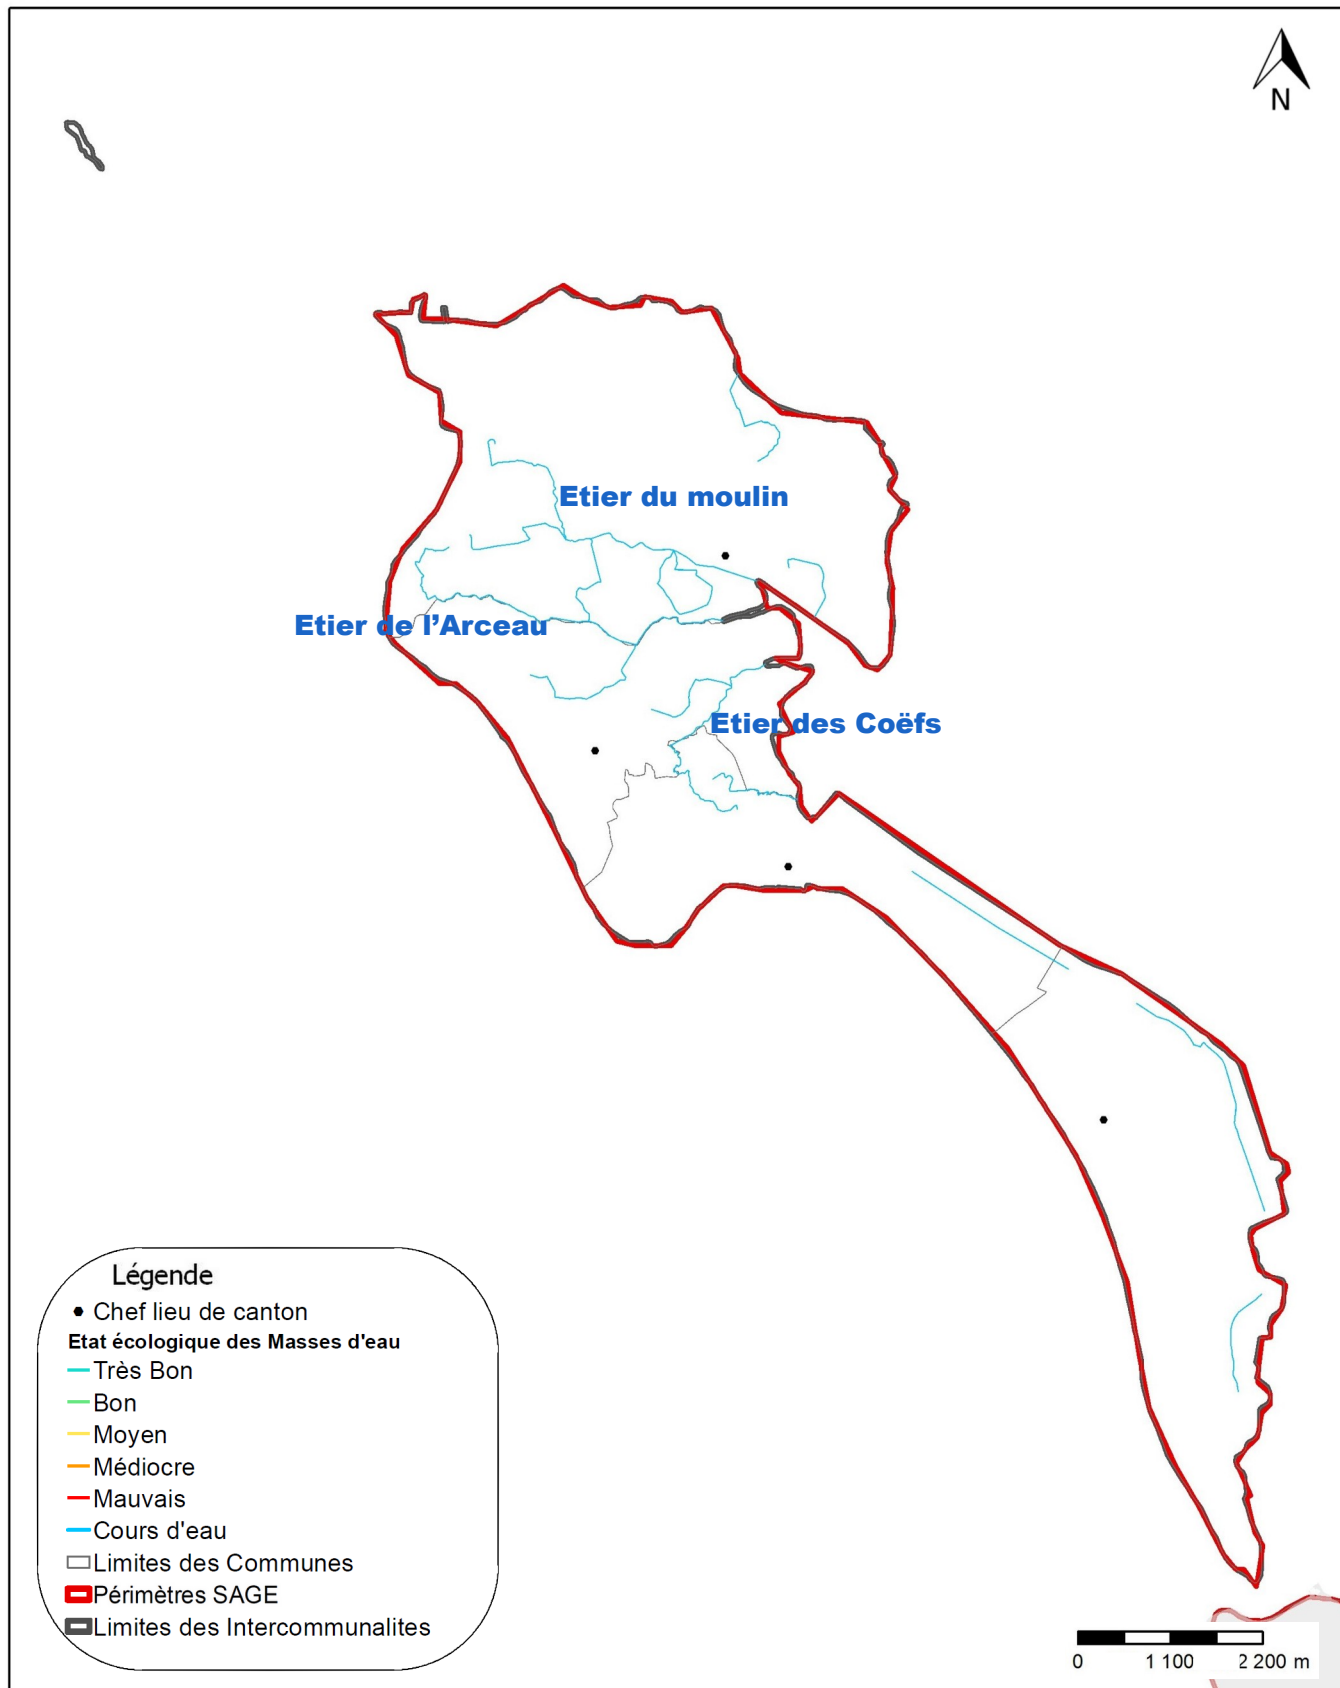 N
Etier du moulin
Etier de l’Arceau
Etier des Coëfs
Légende
Chef lieu de canton
Etat écologique des Masses d'eau
Très Bon
Bon
Moyen
Médiocre
Mauvais
Cours d'eau
Limites des Communes
Périmètres SAGE
Limites des Intercommunalites
0 1 100 2 200 m